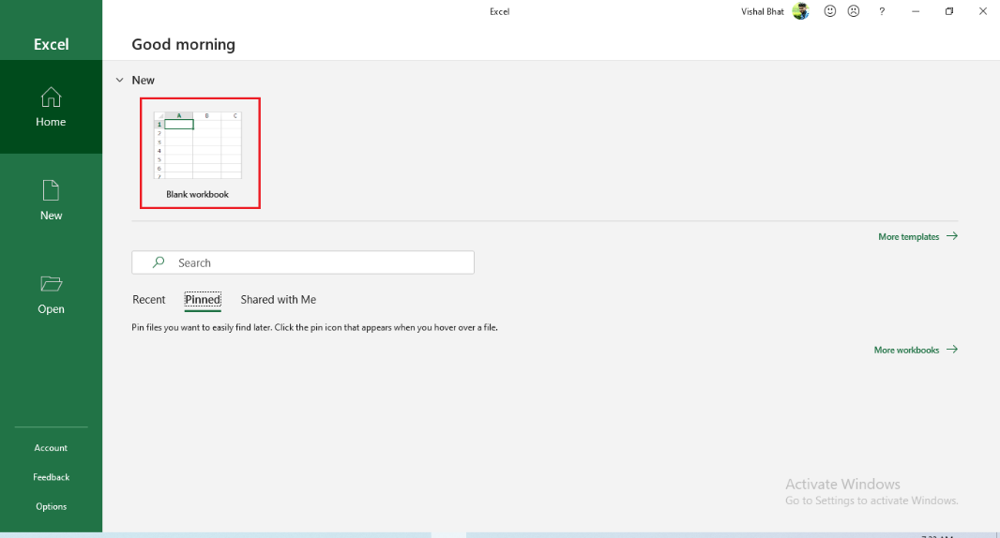 Excel
Vishal Bhat
?
Excel
Good morning
Home
New
Open
Account
Feedback
Options
New
A B C
1
2
3
4
5
6
7
Blank workbook
More templates
Search
Recent Pinned Shared with Me
Pin files you want to easily find later. Click the pin icon that appears when you hover over a file.
More workbooks
Activate Windows
Go to Settings to activate Windows.